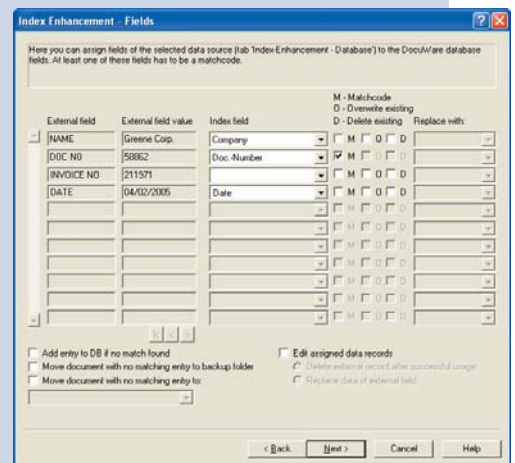 Index Enhancement - Fields
Here you can assign fields of the selected data source (tab 'Index-Enhancement - Database') to the DocuWare database
fields. At least one of these fields has to be a matchcode.
M - Matchcode
O - Overwrite existing
External field External field value Index field D - Delete existing Replace with:
NAME Greene Corp. Company M O D
DOC NO 58862 Doc.-Number M O D
INVOICE NO 211971 M O D
DATE 04/02/2005 Date M O D
M O D
M O D
M O D
M O D
M O D
M O D
M O D
K < >
Add entry to DB if no match found Edit assigned data records
Move document with no matching entry to backup folder Delete external record after successful usage
Move document with no matching entry to: Replace data of external field
< Back Next > Cancel Help